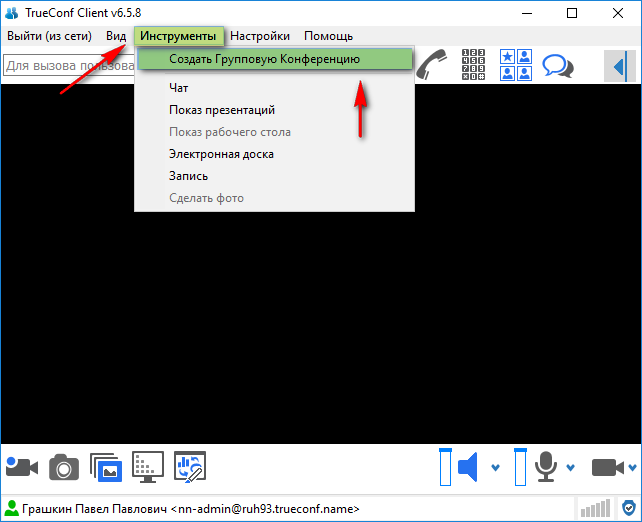 TrueConf Client v6.5.8
Выйти (из сети) Вид Инструменты Настройки Помощь
Для вызова пользова
Создать Групповую Конференцию
Чат
Показ презентаций
Показ рабочего стола
Электронная доска
Запись
Сделать фото
Грашкин Павел Павлович <nn-admin@ruh93.trueconf.name>